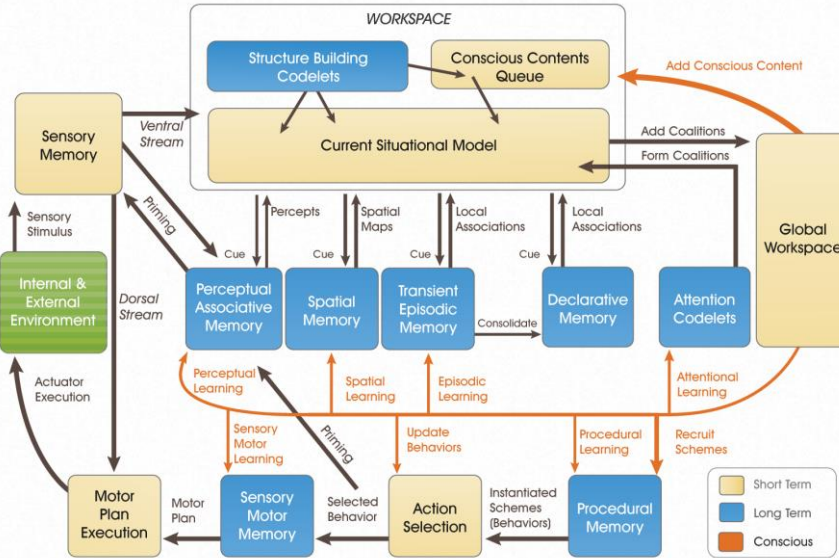 WORKSPACE
Structure Building
Codelets
Conscious Contents
Queue
Add Conscious Content
Sensory
Memory
Ventral
Stream
Current Situational Model
Add Coalitions
Form Coalitions
Global
Workspace
Sensory
Stimulus
Priming
Cue
Percepts
Cue
Spatial
Maps
Cue
Local
Associations
Cue
Local
Associations
Internal &
External
Environment
Dorsal
Stream
Perceptual
Associative
Memory
Spatial
Memory
Transient
Episodic
Memory
Consolidate
Declarative
Memory
Attention
Codelets
Actuator
Execution
Perceptual
Learning
Spatial
Learning
Episodic
Learning
Attentional
Learning
Sensory
Motor
Learning
Priming
Update
Behaviors
Procedural
Learning
Recruit
Schemes
Motor
Plan
Execution
Motor
Plan
Sensory
Motor
Memory
Selected
Behavior
Action
Selection
Instantiated
Schemes
(Behaviors)
Procedural
Memory
Short Term
Long Term
Conscious